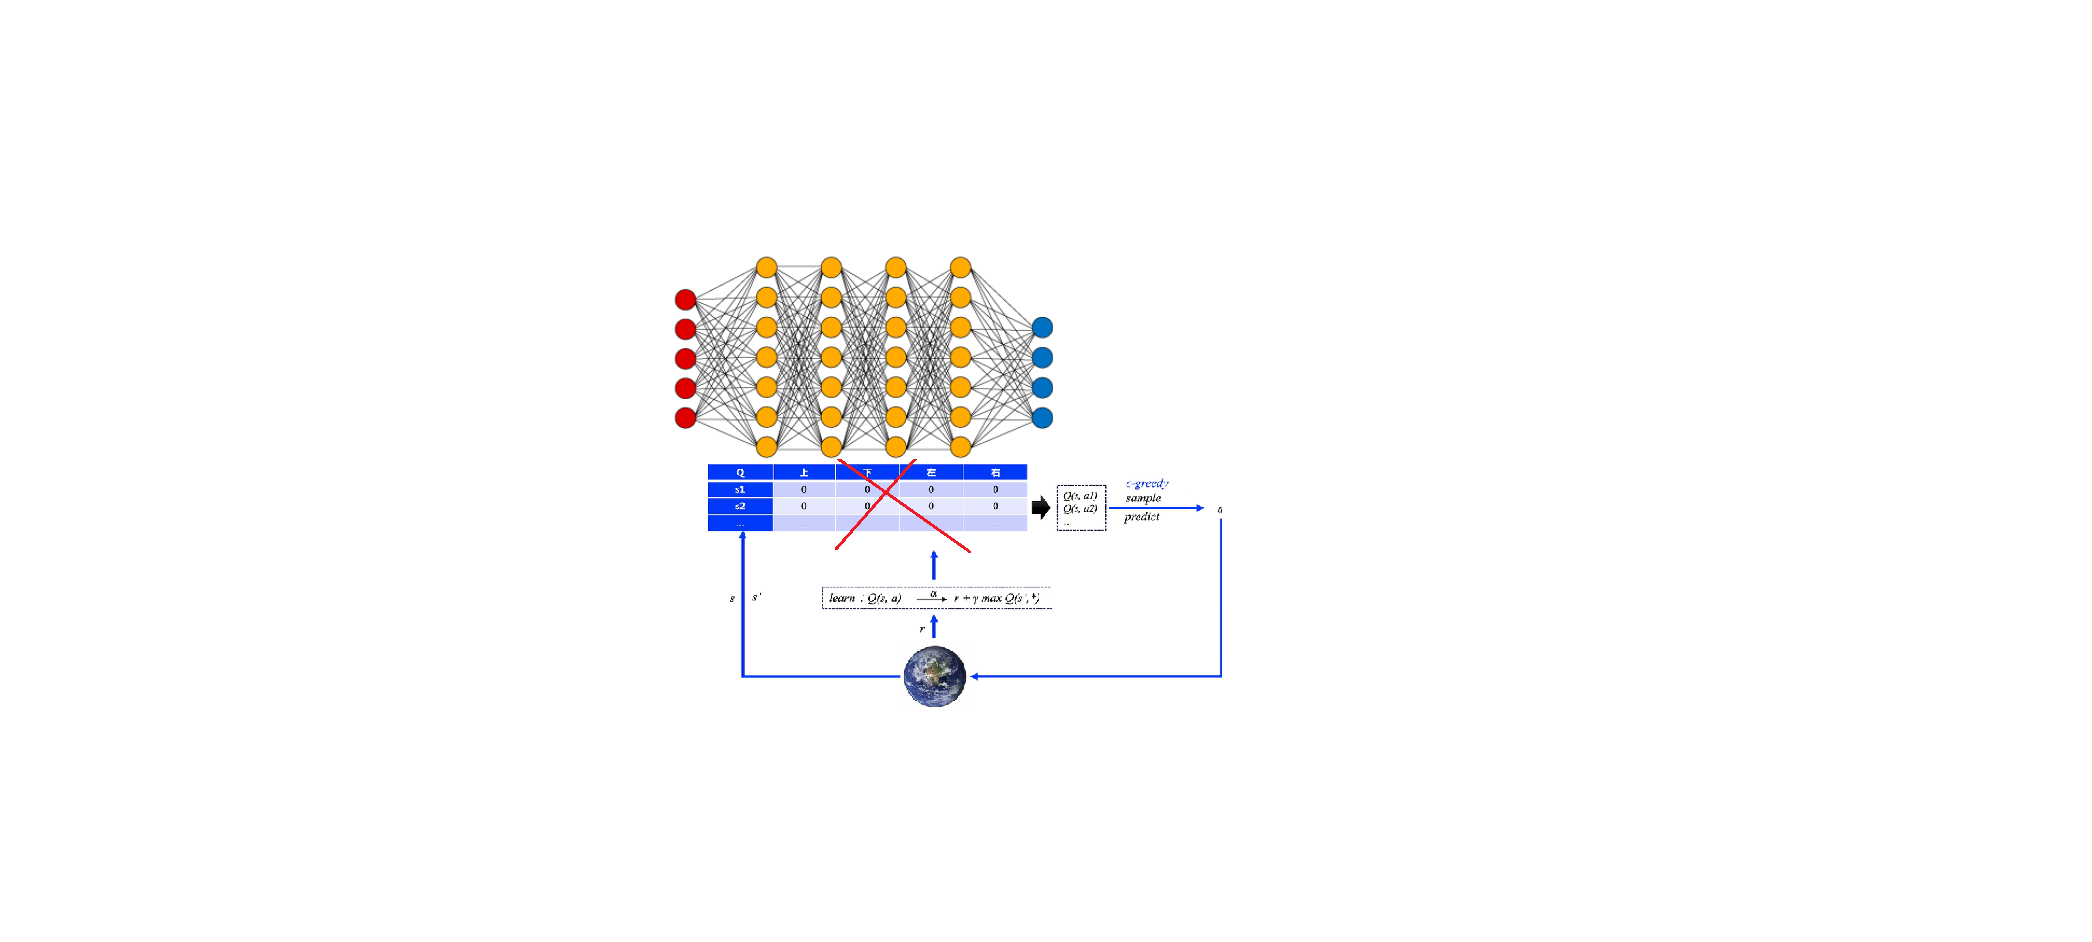 Q 上 下 左 右
s1 0 0 0 0
s2 0 0 0 0
...
Q(s, a1)
Q(s, a2)
...
ε-greedy
sample
predict
a
s s'
learn : Q(s, a) α r + γ max Q(s', *)
r